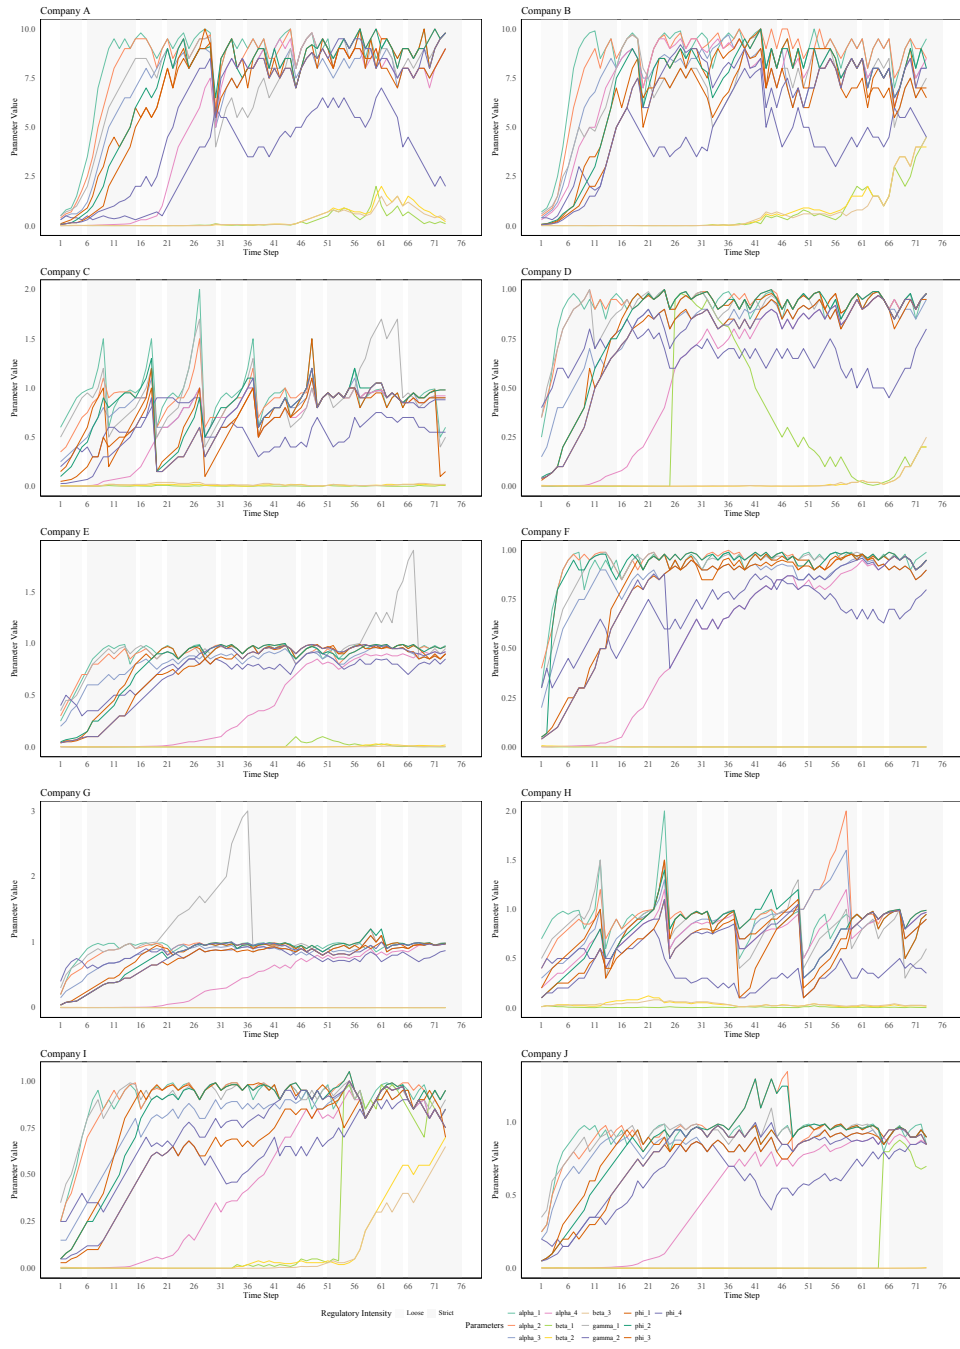 Company A
Company B
10.0
7.5
5.0
2.5
0.0
Parameter Value
1 6 11 16 21 26 31 36 41 46 51 56 61 66 71 76
Time Step
10.0
7.5
5.0
2.5
0.0
Parameter Value
1 6 11 16 21 26 31 36 41 46 51 56 61 66 71 76
Time Step
Company C
Company D
2.0
1.5
1.0
0.5
0.0
Parameter Value
1 6 11 16 21 26 31 36 41 46 51 56 61 66 71 76
Time Step
1.00
0.75
0.50
0.25
0.00
Parameter Value
1 6 11 16 21 26 31 36 41 46 51 56 61 66 71 76
Time Step
Company E
Company F
1.5
1.0
0.5
0.0
Parameter Value
1 6 11 16 21 26 31 36 41 46 51 56 61 66 71 76
Time Step
1.00
0.75
0.50
0.25
0.00
Parameter Value
1 6 11 16 21 26 31 36 41 46 51 56 61 66 71 76
Time Step
Company G
Company H
3
2
1
0
Parameter Value
1 6 11 16 21 26 31 36 41 46 51 56 61 66 71 76
Time Step
2.0
1.5
1.0
0.5
0.0
Parameter Value
1 6 11 16 21 26 31 36 41 46 51 56 61 66 71 76
Time Step
Company I
Company J
1.00
0.75
0.50
0.25
0.00
Parameter Value
1 6 11 16 21 26 31 36 41 46 51 56 61 66 71 76
Time Step
1.0
0.5
0.0
Parameter Value
1 6 11 16 21 26 31 36 41 46 51 56 61 66 71 76
Time Step
Regulatory Intensity Loose Strict
Parameters
alpha_1 alpha_4 beta_3 phi_1 phi_4
alpha_2 beta_1 gamma_1 phi_2
alpha_3 beta_2 gamma_2 phi_3